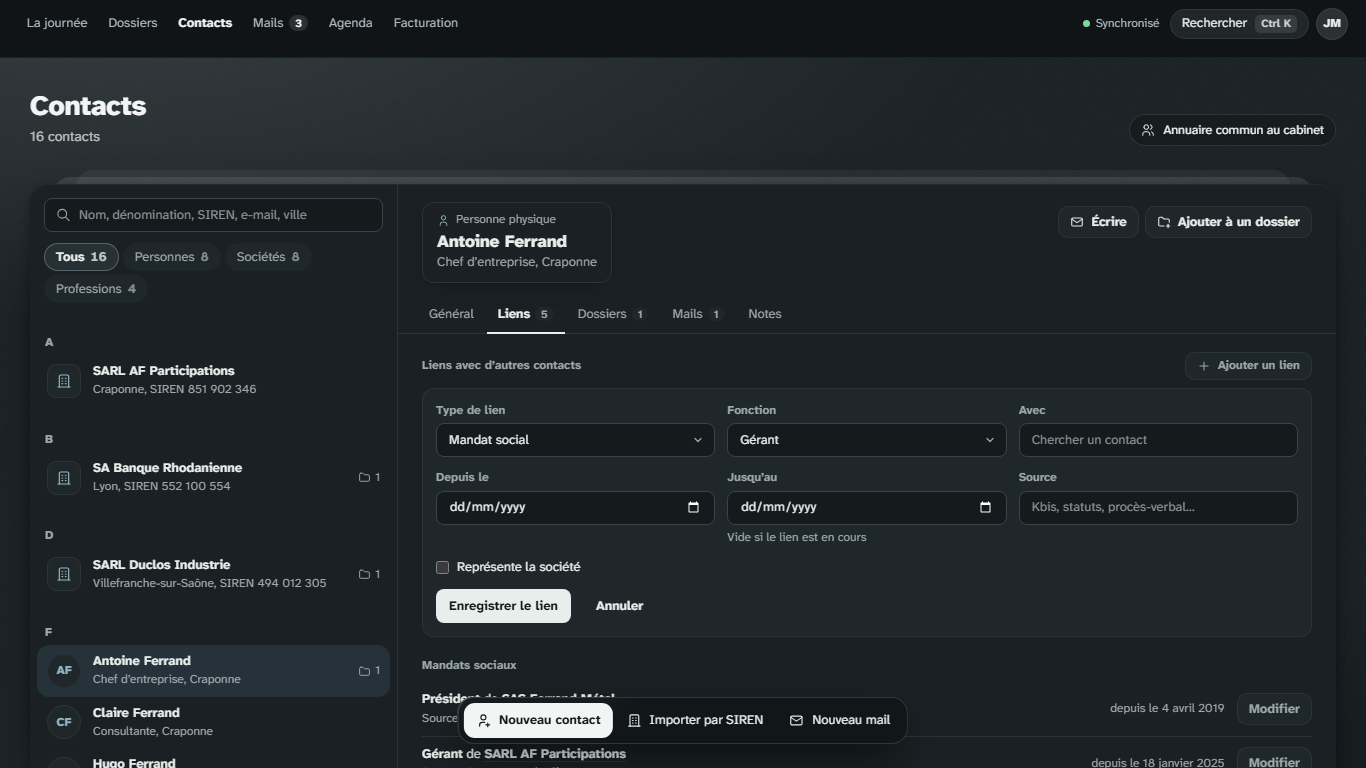 La journée
Dossiers
Contacts
Mails 3
Agenda
Facturation
Synchronisé
Rechercher Ctrl K
JM
Contacts
16 contacts
Annuaire commun au cabinet
Nom, dénomination, SIREN, e-mail, ville
Tous 16
Personnes 8
Sociétés 8
Professions 4
A
SARL AF Participations
Craponne, SIREN 851 902 346
B
SA Banque Rhodanienne
Lyon, SIREN 552 100 554
1
D
SARL Duclos Industrie
Villefranche-sur-Saône, SIREN 494 012 305
1
F
AF
Antoine Ferrand
Chef d'entreprise, Craponne
1
CF
Claire Ferrand
Consultante, Craponne
Hugo Ferrand
Personne physique
Antoine Ferrand
Chef d'entreprise, Craponne
Écrire
Ajouter à un dossier
Général
Liens 5
Dossiers 1
Mails 1
Notes
Liens avec d'autres contacts
Ajouter un lien
Type de lien
Mandat social
Fonction
Gérant
Avec
Chercher un contact
Depuis le
dd/mm/yyyy
Jusqu'au
dd/mm/yyyy
Vide si le lien est en cours
Source
Kbis, statuts, procès-verbal...
Représente la société
Enregistrer le lien
Annuler
Mandats sociaux
Président de SAS Ferrand Métal
Source
depuis le 4 avril 2019
Modifier
Gérant de SARL AF Participations
depuis le 18 janvier 2025
Modifier
Nouveau contact
Importer par SIREN
Nouveau mail